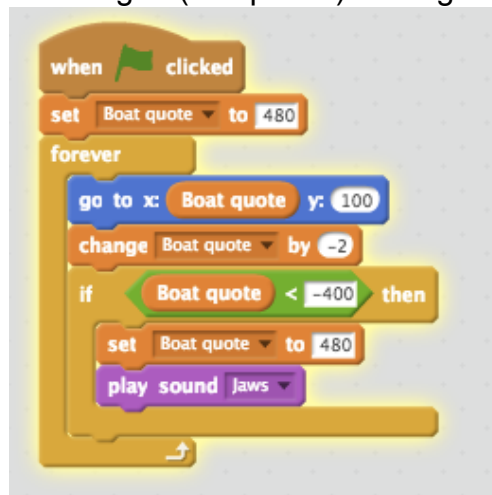 when clicked
set Boat quote to 480
forever
go to x: Boat quote y: 100
change Boat quote by -2
if Boat quote < -400 then
set Boat quote to 480
play sound Jaws